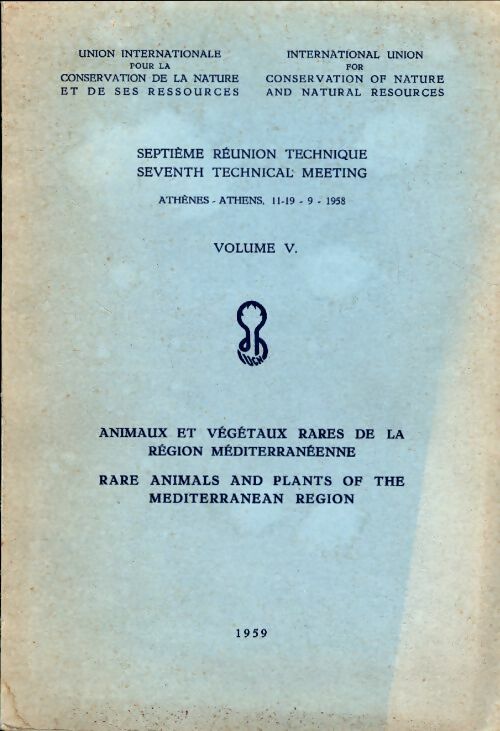 UNION INTERNATIONALE
POUR LA
CONSERVATION DE LA NATURE
ET DE SES RESSOURCES
INTERNATIONAL UNION
FOR
CONSERVATION OF NATURE
AND NATURAL RESOURCES
SEPTIÈME RÉUNION TECHNIQUE
SEVENTH TECHNICAL MEETING
ATHÈNES - ATHENS, 11-19 - 9 - 1958
VOLUME V.
IUCN
ANIMAUX ET VÉGÉTAUX RARES DE LA
RÉGION MÉDITERRANÉENNE
RARE ANIMALS AND PLANTS OF THE
MEDITERRANEAN REGION
1959